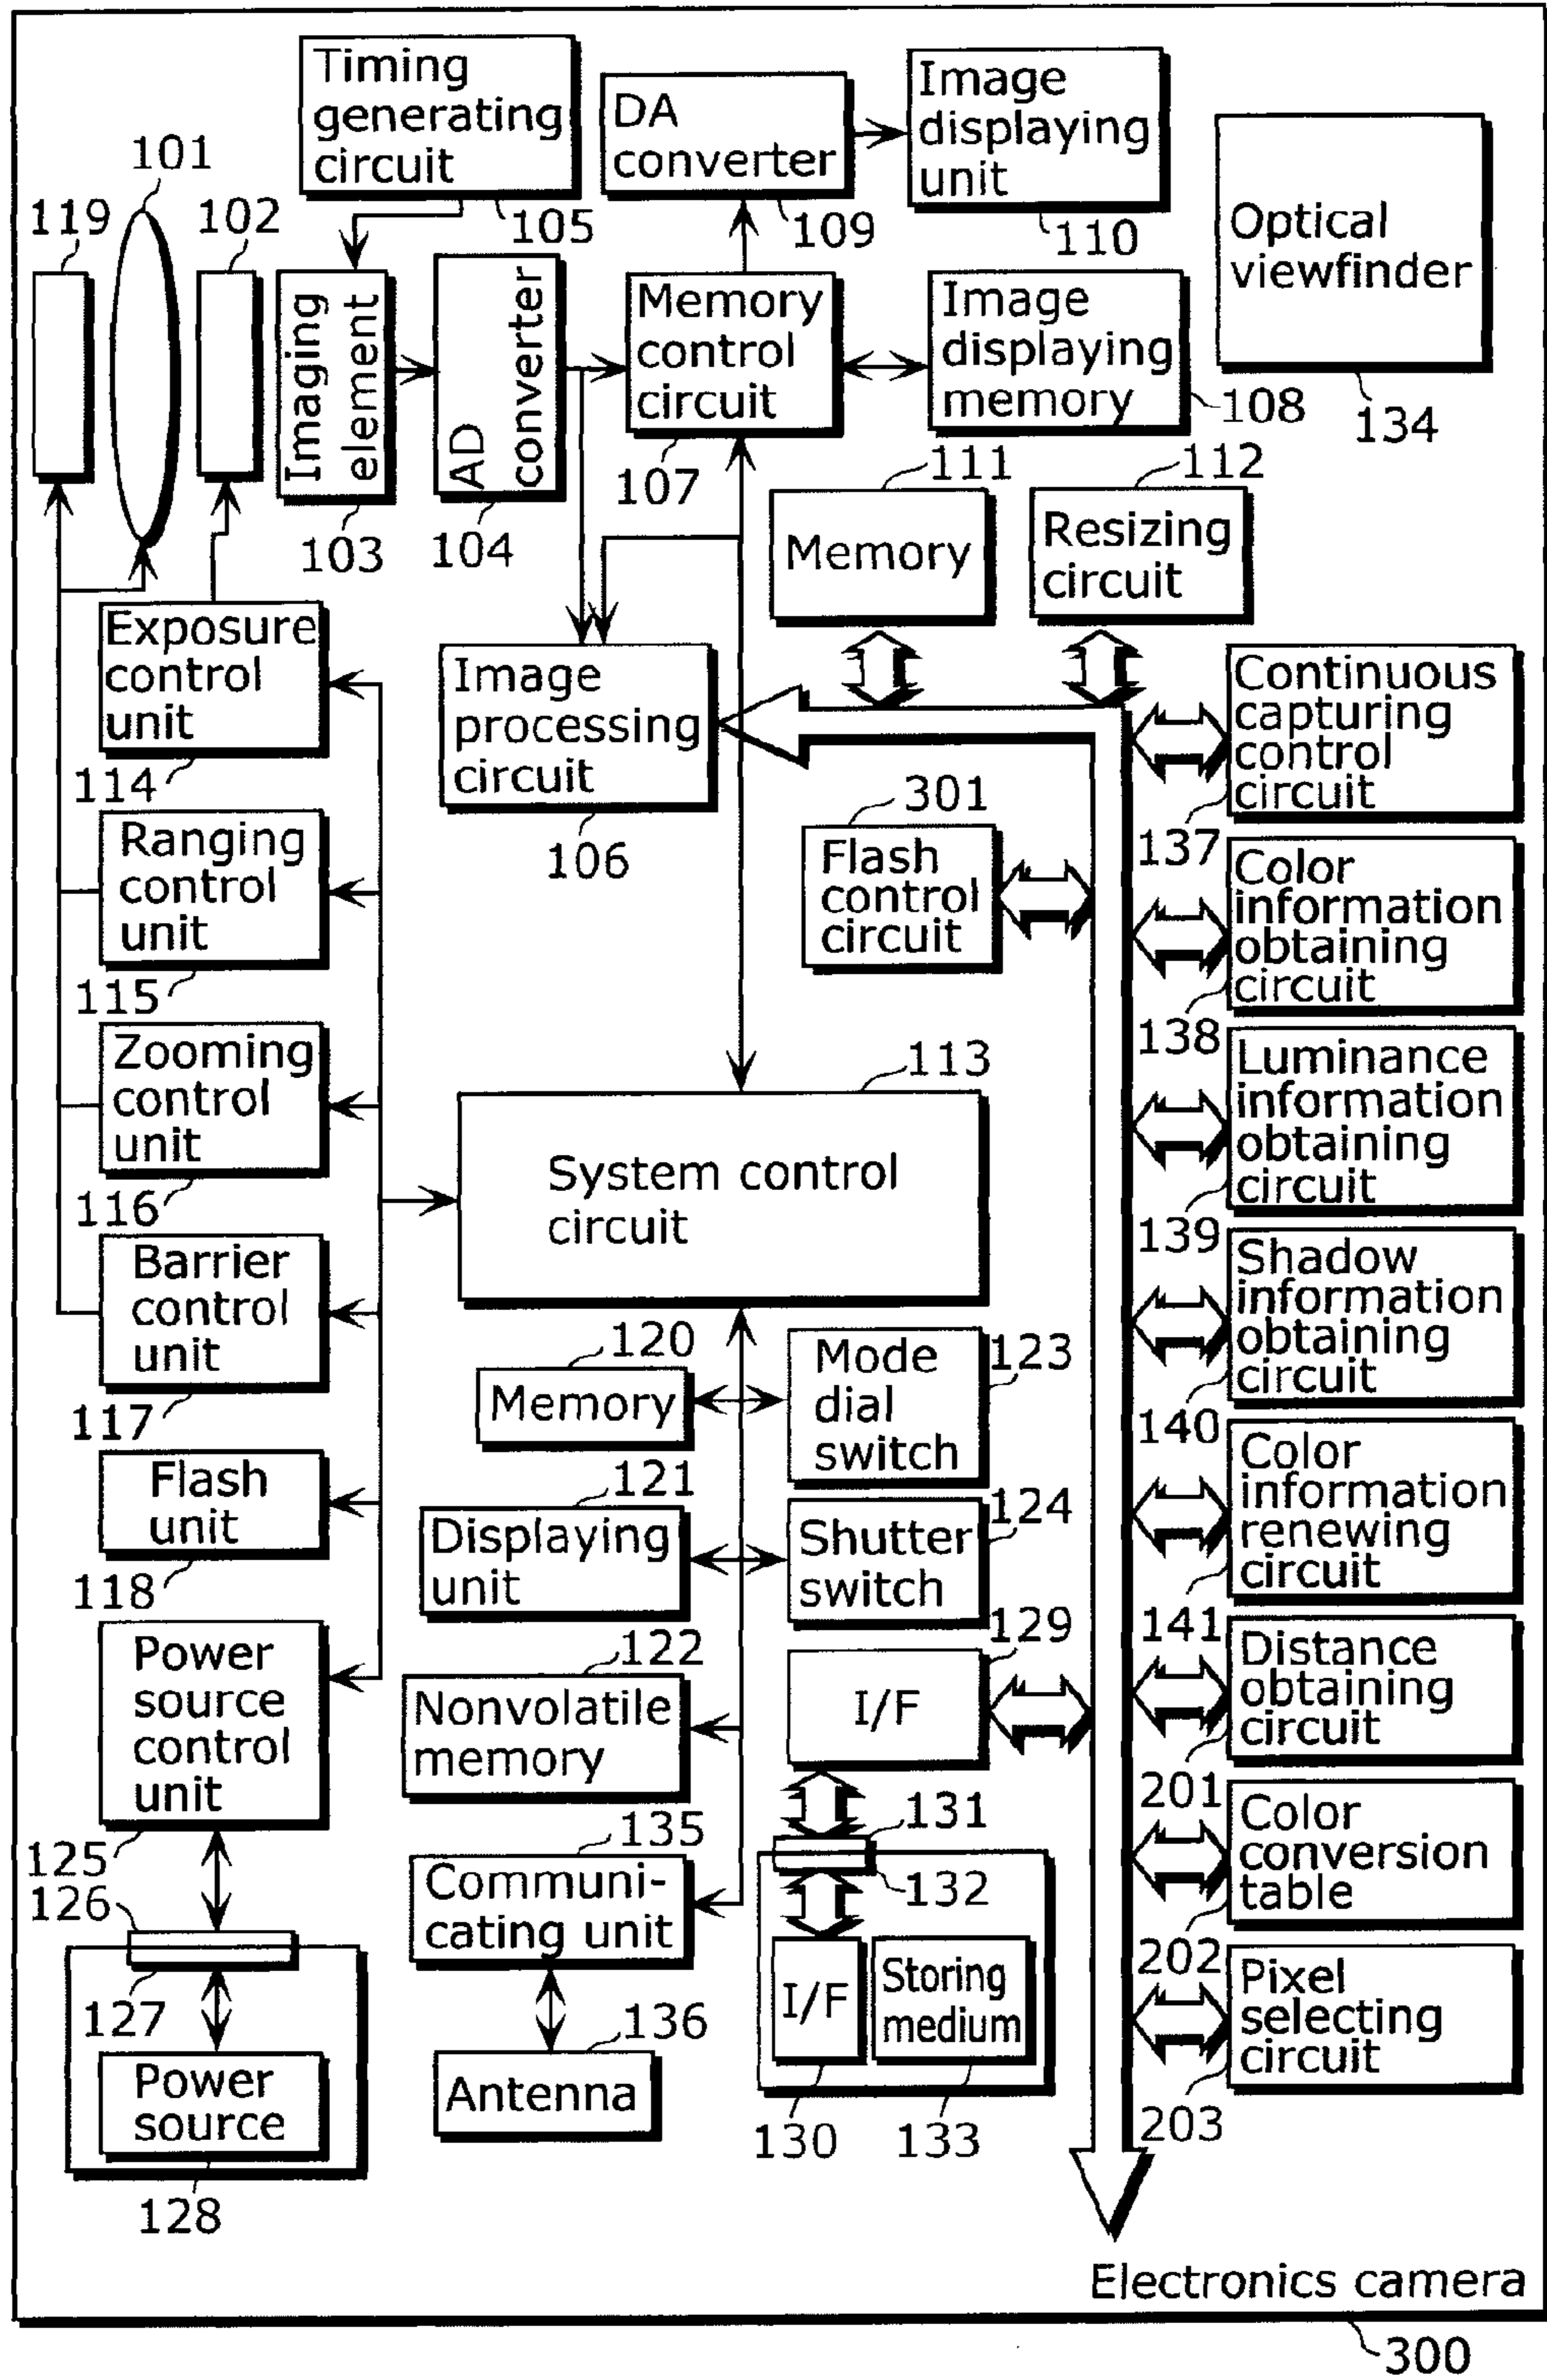 Timing
generating
circuit
105
DA
converter
109
Image
displaying
unit
110
Optical
viewfinder
134
119
101
102
Imaging
element
103
AD
converter
104
Memory
control
circuit
107
Image
displaying
memory
108
111
Memory
112
Resizing
circuit
Exposure
control
unit
114
Image
processing
circuit
106
Continuous
capturing
control
circuit
137
Ranging
control
unit
115
301
Flash
control
circuit
Color
information
obtaining
circuit
138
Zooming
control
unit
116
113
System control
circuit
Luminance
information
obtaining
circuit
139
Barrier
control
unit
117
Shadow
information
obtaining
circuit
140
120
Memory
Mode
dial
switch
123
Flash
unit
118
121
Displaying
unit
Shutter
switch
124
Color
information
renewing
circuit
141
Power
source
control
unit
125
122
Nonvolatile
memory
I/F
129
Distance
obtaining
circuit
201
126
127
Power
source
128
135
Communi-
cating unit
136
Antenna
131
132
I/F
130
Storing
medium
133
Color
conversion
table
202
Pixel
selecting
circuit
203
Electronics camera
300